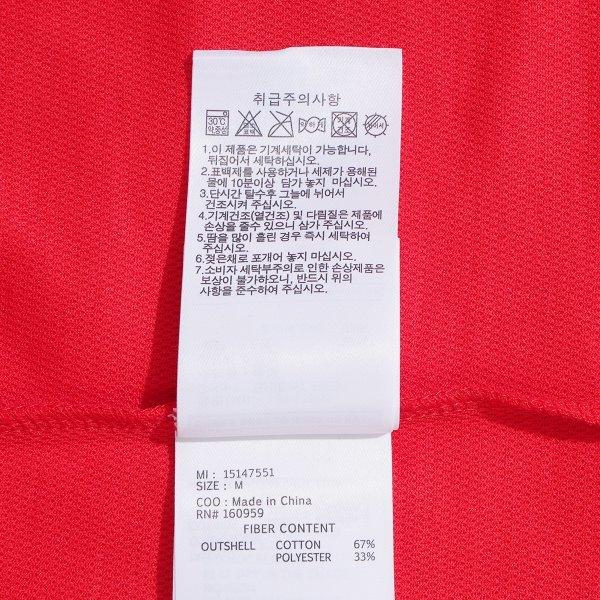 취급주의사항
30℃
약중성
1.이 제품은 기계세탁이 가능합니다,
뒤집어서 세탁하십시오.
2.표백제를 사용하거나 세제가 용해된
물에 10분이상 담가 놓지 마십시오.
3.단시간 탈수후 그늘에 뉘어서
건조시켜 주십시오.
4.기계건조(열건조) 및 다림질은 제품에
손상을 줄수 있으니 삼가 주십시오.
5.땀을 많이 흘린 경우 즉시 세탁하여
주십시오.
6.젖은채로 포개어 놓지 마십시오.
7.소비자 세탁부주의로 인한 손상제품은
보상이 불가하오니, 반드시 위의
사항을 준수하여 주십시오.
MI : 15147551
SIZE : M
COO : Made in China
RN# 160959
FIBER CONTENT
OUTSHELL COTTON 67%
POLYESTER 33%